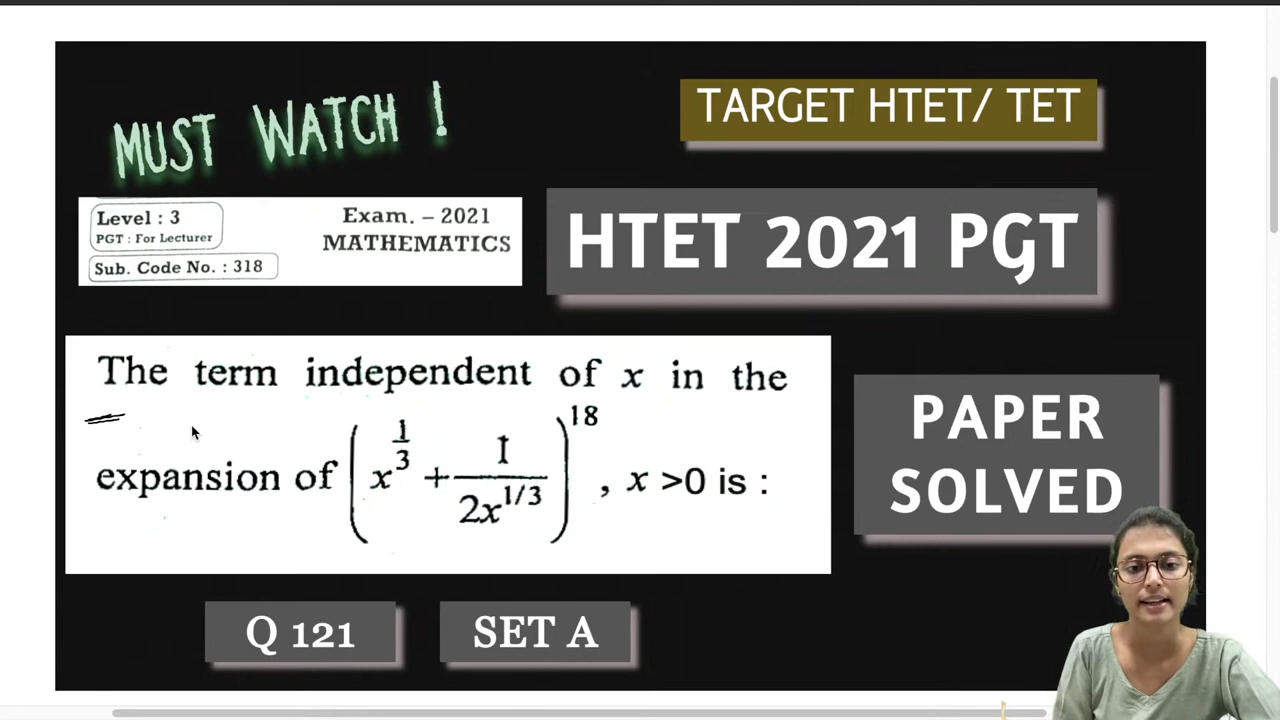 MUST WATCH !
TARGET HTET/ TET
Level : 3
PGT : For Lecturer
Sub. Code No. : 318
Exam. – 2021
MATHEMATICS
HTET 2021 PGT
The term independent of x in the
expansion of (x^{1/3} + 1/(2x^{1/3}))^{18}, x >0 is :
PAPER
SOLVED
Q 121
SET A